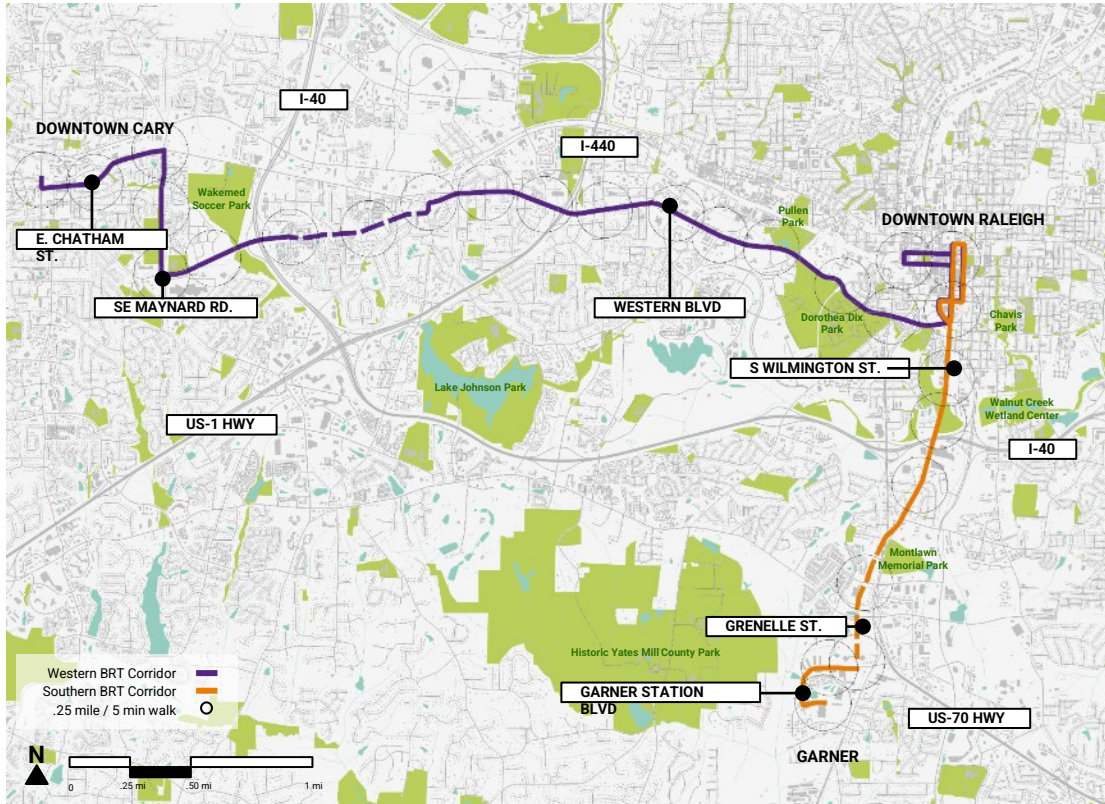 I-40
DOWNTOWN CARY
I-440
Wakemed
Soccer Park
Pullen
Park
DOWNTOWN RALEIGH
E. CHATHAM
ST.
SE MAYNARD RD.
WESTERN BLVD
Dorothea Dix
Park
Chavis
Park
S WILMINGTON ST.
Lake Johnson Park
Walnut Creek
Wetland Center
US-1 HWY
I-40
Montlawn
Memorial Park
GRENELLE ST.
Historic Yates Mill County Park
Western BRT Corridor
Southern BRT Corridor
.25 mile / 5 min walk
GARNER STATION
BLVD
US-70 HWY
GARNER
N
0
.25 mi
.50 mi
1 mi